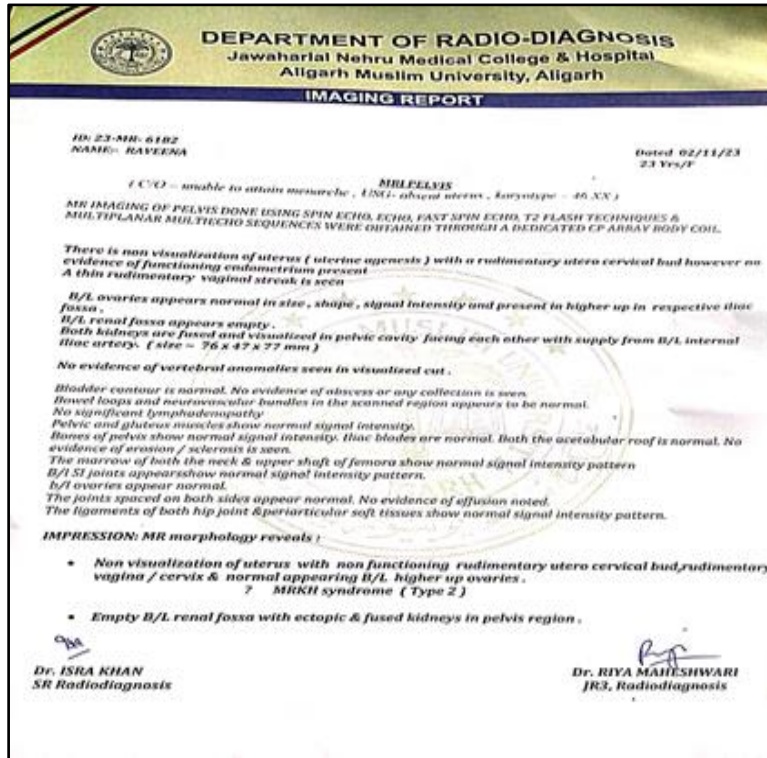 DEPARTMENT OF RADIO-DIAGNOSIS
Jawaharlal Nehru Medical College & Hospital
Aligarh Muslim University, Aligarh
IMAGING REPORT
ID: 23-MR- 6182
NAME:- RAVEENA
Dated 02/11/23
23 Yrs/F
MRI PELVIS
( C/O – unable to attain menarche , USG- absent uterus , karyotype – 46 XX )
MR IMAGING OF PELVIS DONE USING SPIN ECHO, ECHO, FAST SPIN ECHO, T2 FLASH TECHNIQUES &
MULTIPLANAR MULTIECHO SEQUENCES WERE OBTAINED THROUGH A DEDICATED CP ARRAY BODY COIL.
There is non visualization of uterus ( uterine agenesis ) with a rudimentary utero cervical bud however no
evidence of functioning endometrium present
A thin rudimentary vaginal streak is seen
B/L ovaries appears normal in size , shape , signal intensity and present in higher up in respective iliac
fossa .
B/L renal fossa appears empty .
Both kidneys are fused and visualized in pelvic cavity facing each other with supply from B/L internal
iliac artery. ( size ~ 76 x 47 x 77 mm )
No evidence of vertebral anomalies seen in visualized cut .
Bladder contour is normal. No evidence of abscess or any collection is seen.
Bowel loops and neurovascular bundles in the scanned region appears to be normal.
No significant lymphadenopathy
Pelvic and gluteus muscles show normal signal intensity.
Bones of pelvis show normal signal intensity. Iliac blades are normal. Both the acetabular roof is normal. No
evidence of erosion / sclerosis is seen.
The marrow of both the neck & upper shaft of femora show normal signal intensity pattern
B/l SI joints appearsshow normal signal intensity pattern.
b/l ovaries appear normal.
The joints spaced on both sides appear normal. No evidence of effusion noted.
The ligaments of both hip joint &periarticular soft tissues show normal signal intensity pattern.
IMPRESSION: MR morphology reveals :
• Non visualization of uterus with non functioning rudimentary utero cervical bud,rudimentary
vagina / cervix & normal appearing B/L higher up ovaries .
? MRKH syndrome ( Type 2 )
• Empty B/L renal fossa with ectopic & fused kidneys in pelvis region .
Dr. ISRA KHAN
SR Radiodiagnosis
Dr. RIYA MAHESHWARI
JR3, Radiodiagnosis